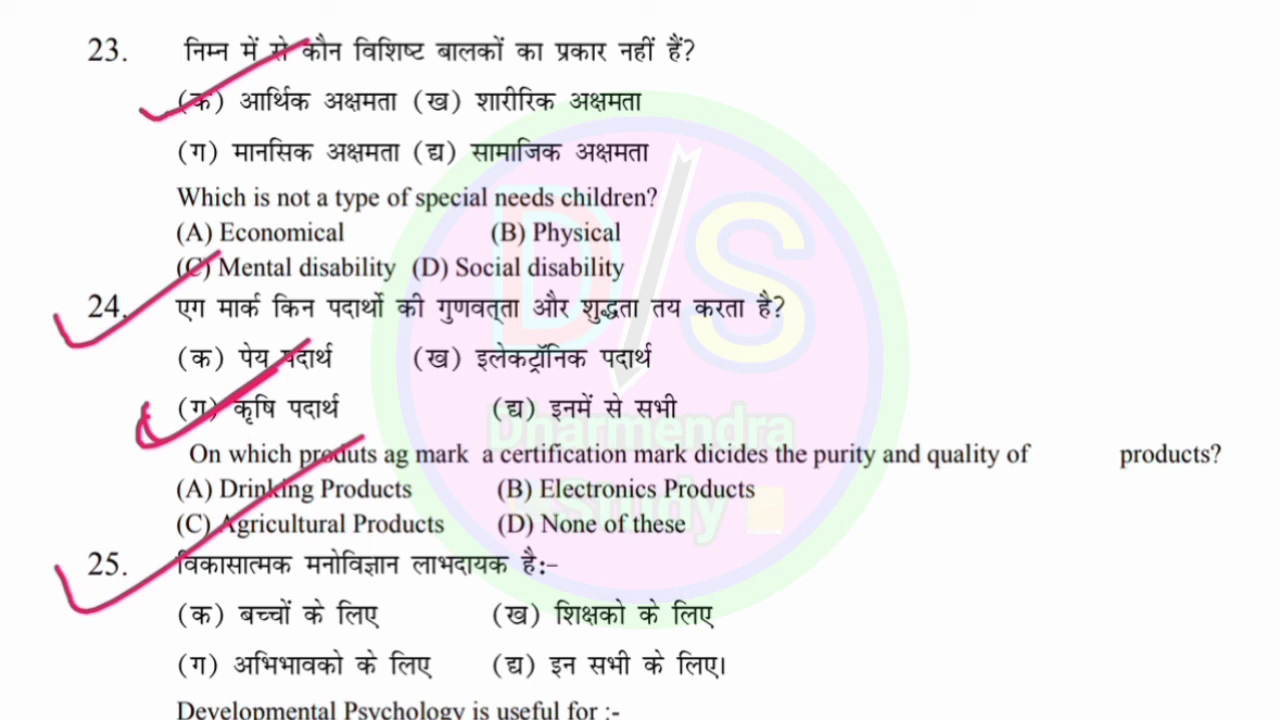 23. निम्न में से कौन विशिष्ट बालकों का प्रकार नहीं हैं?
(क) आर्थिक अक्षमता (ख) शारीरिक अक्षमता
(ग) मानसिक अक्षमता (द्य) सामाजिक अक्षमता
Which is not a type of special needs children?
(A) Economical (B) Physical
(C) Mental disability (D) Social disability
24. एग मार्क किन पदार्थो की गुणवत्ता और शुद्धता तय करता है?
(क) पेय पदार्थ (ख) इलेकट्रॉनिक पदार्थ
(ग) कृषि पदार्थ (द्य) इनमें से सभी
On which produts ag mark a certification mark dicides the purity and quality of products?
(A) Drinking Products (B) Electronics Products
(C) Agricultural Products (D) None of these
25. विकासात्मक मनोविज्ञान लाभदायक है:-
(क) बच्चों के लिए (ख) शिक्षको के लिए
(ग) अभिभावको के लिए (द्य) इन सभी के लिए।
Developmental Psychology is useful for :-
D/S
Dharmendra
Study